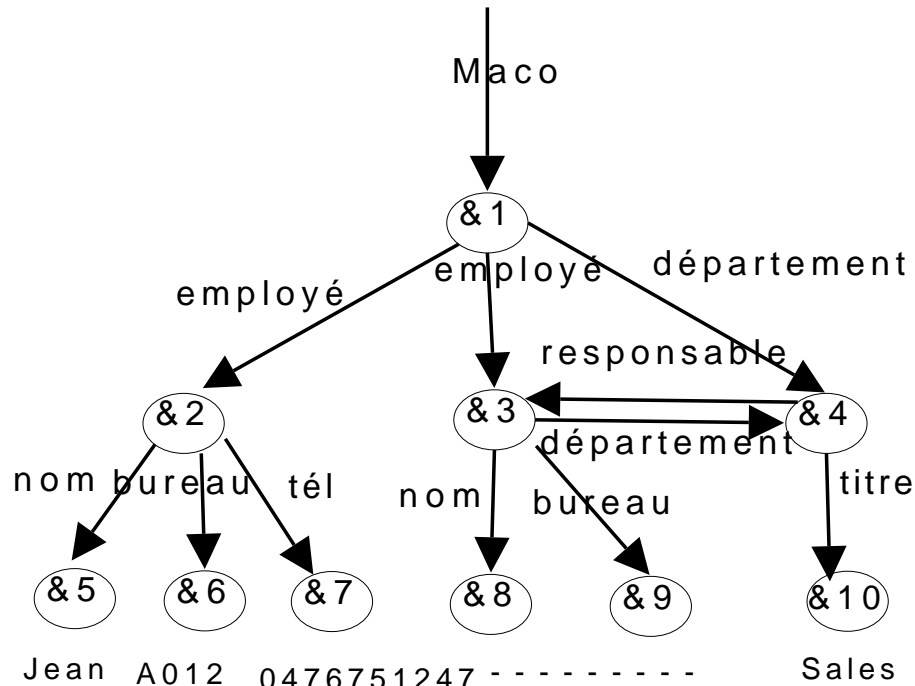 Maco
&1
employé
employé
département
responsable
&2
&3
&4
département
nom
bureau
tél
nom
bureau
titre
&5
&6
&7
&8
&9
&10
Jean
A012
0476751247
- - - - - - - - -
Sales